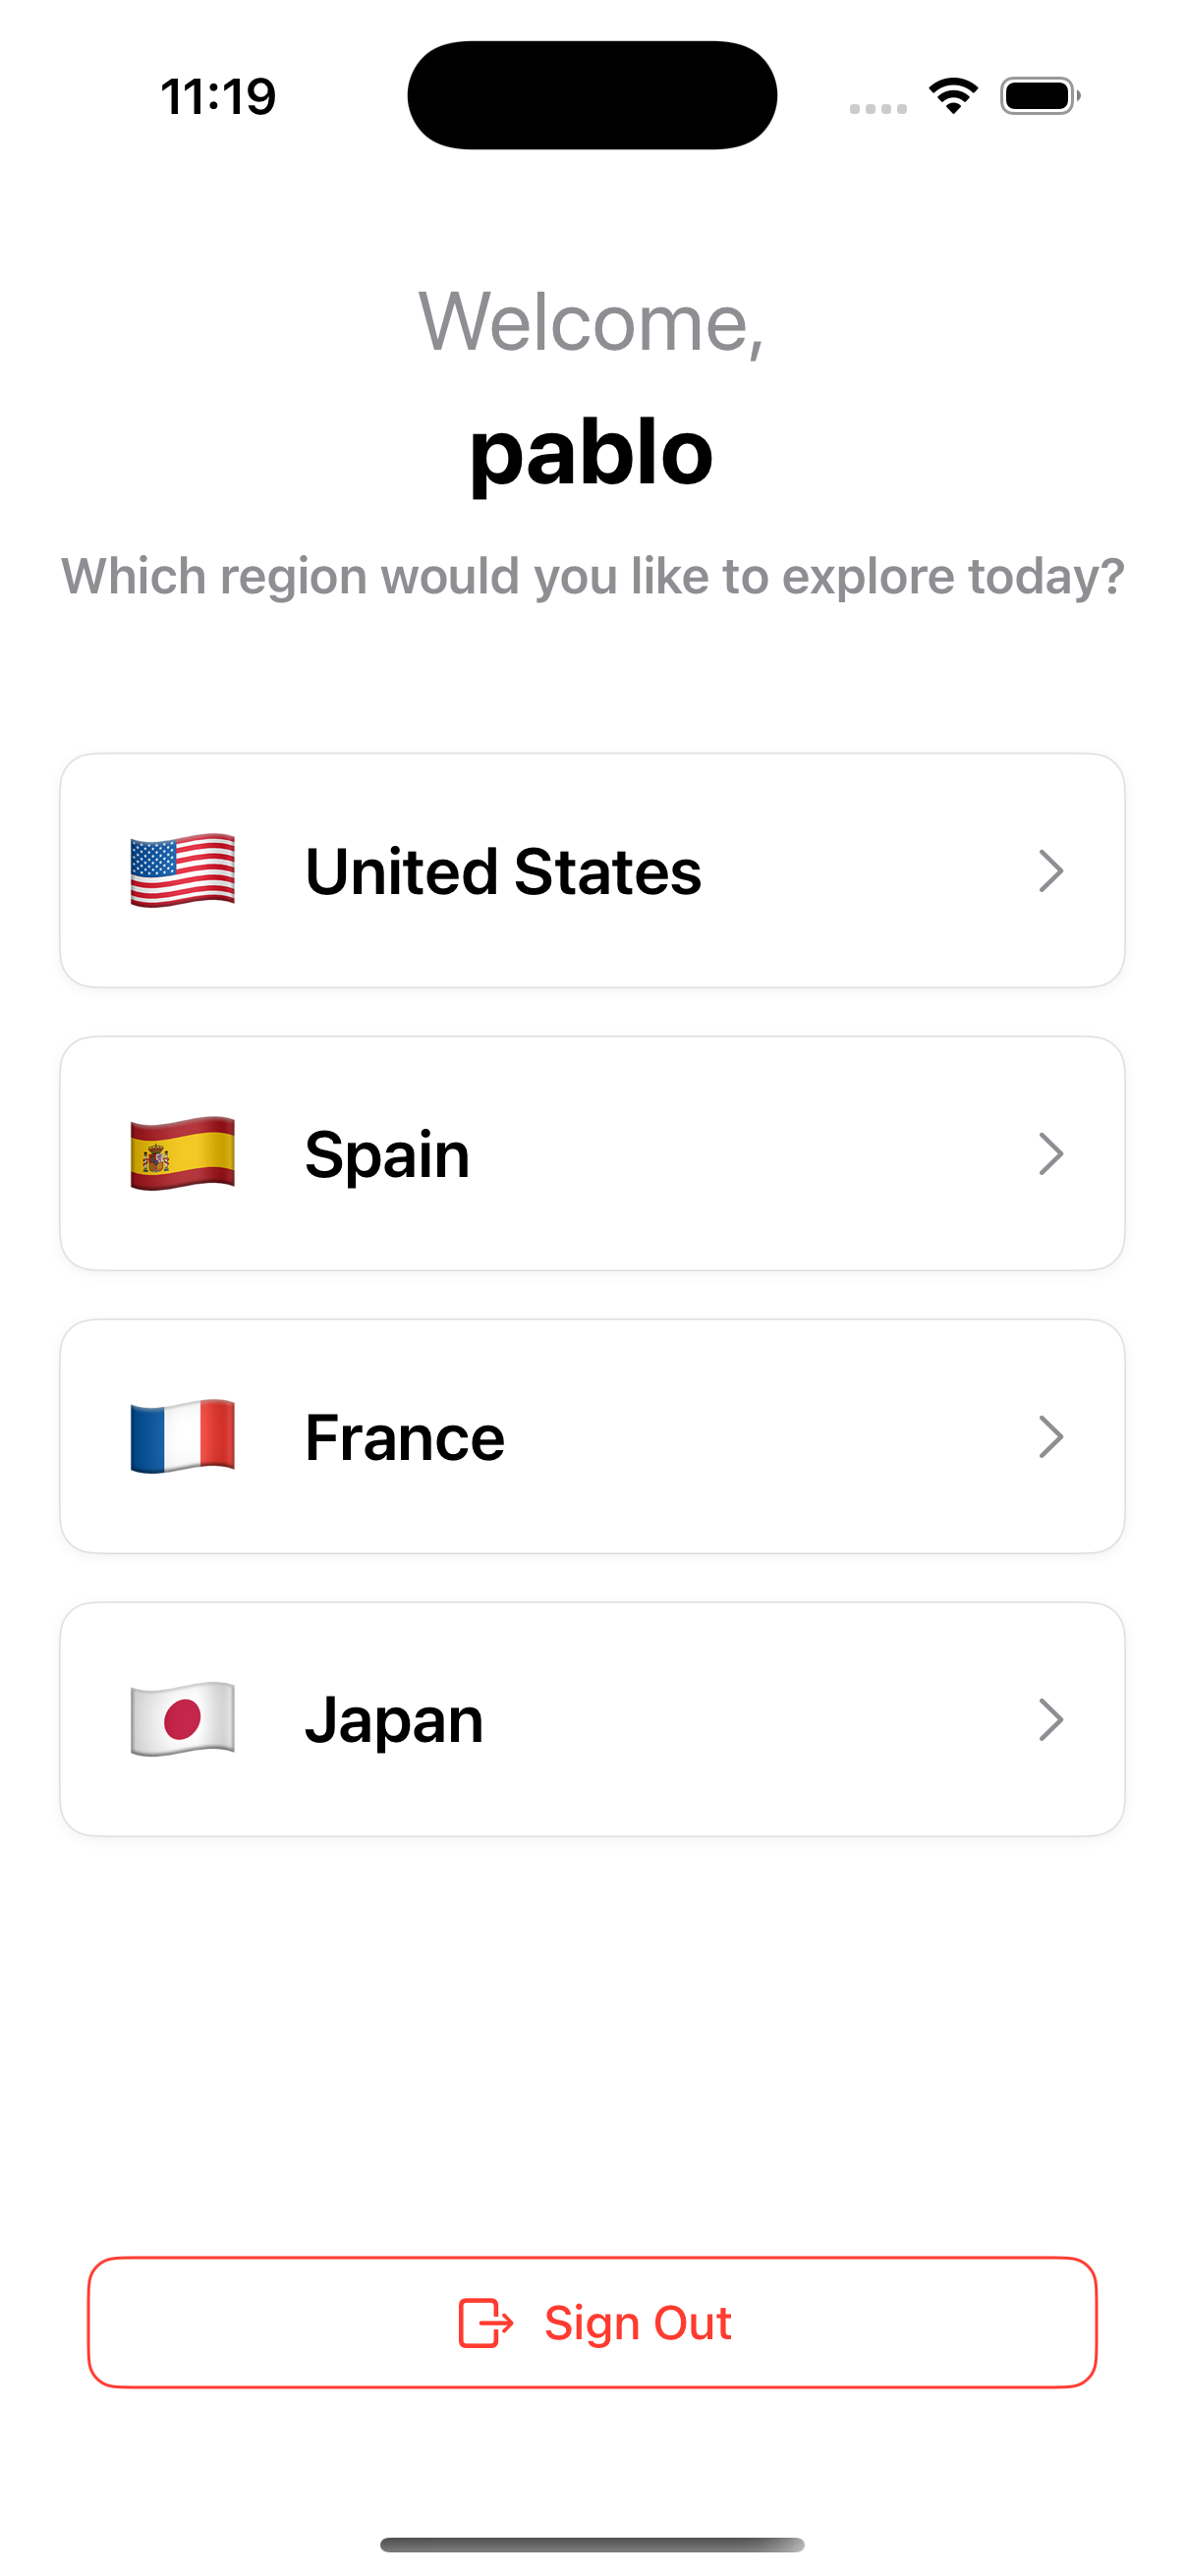 11:19
Welcome,
pablo
Which region would you like to explore today?
United States
Spain
France
Japan
Sign Out